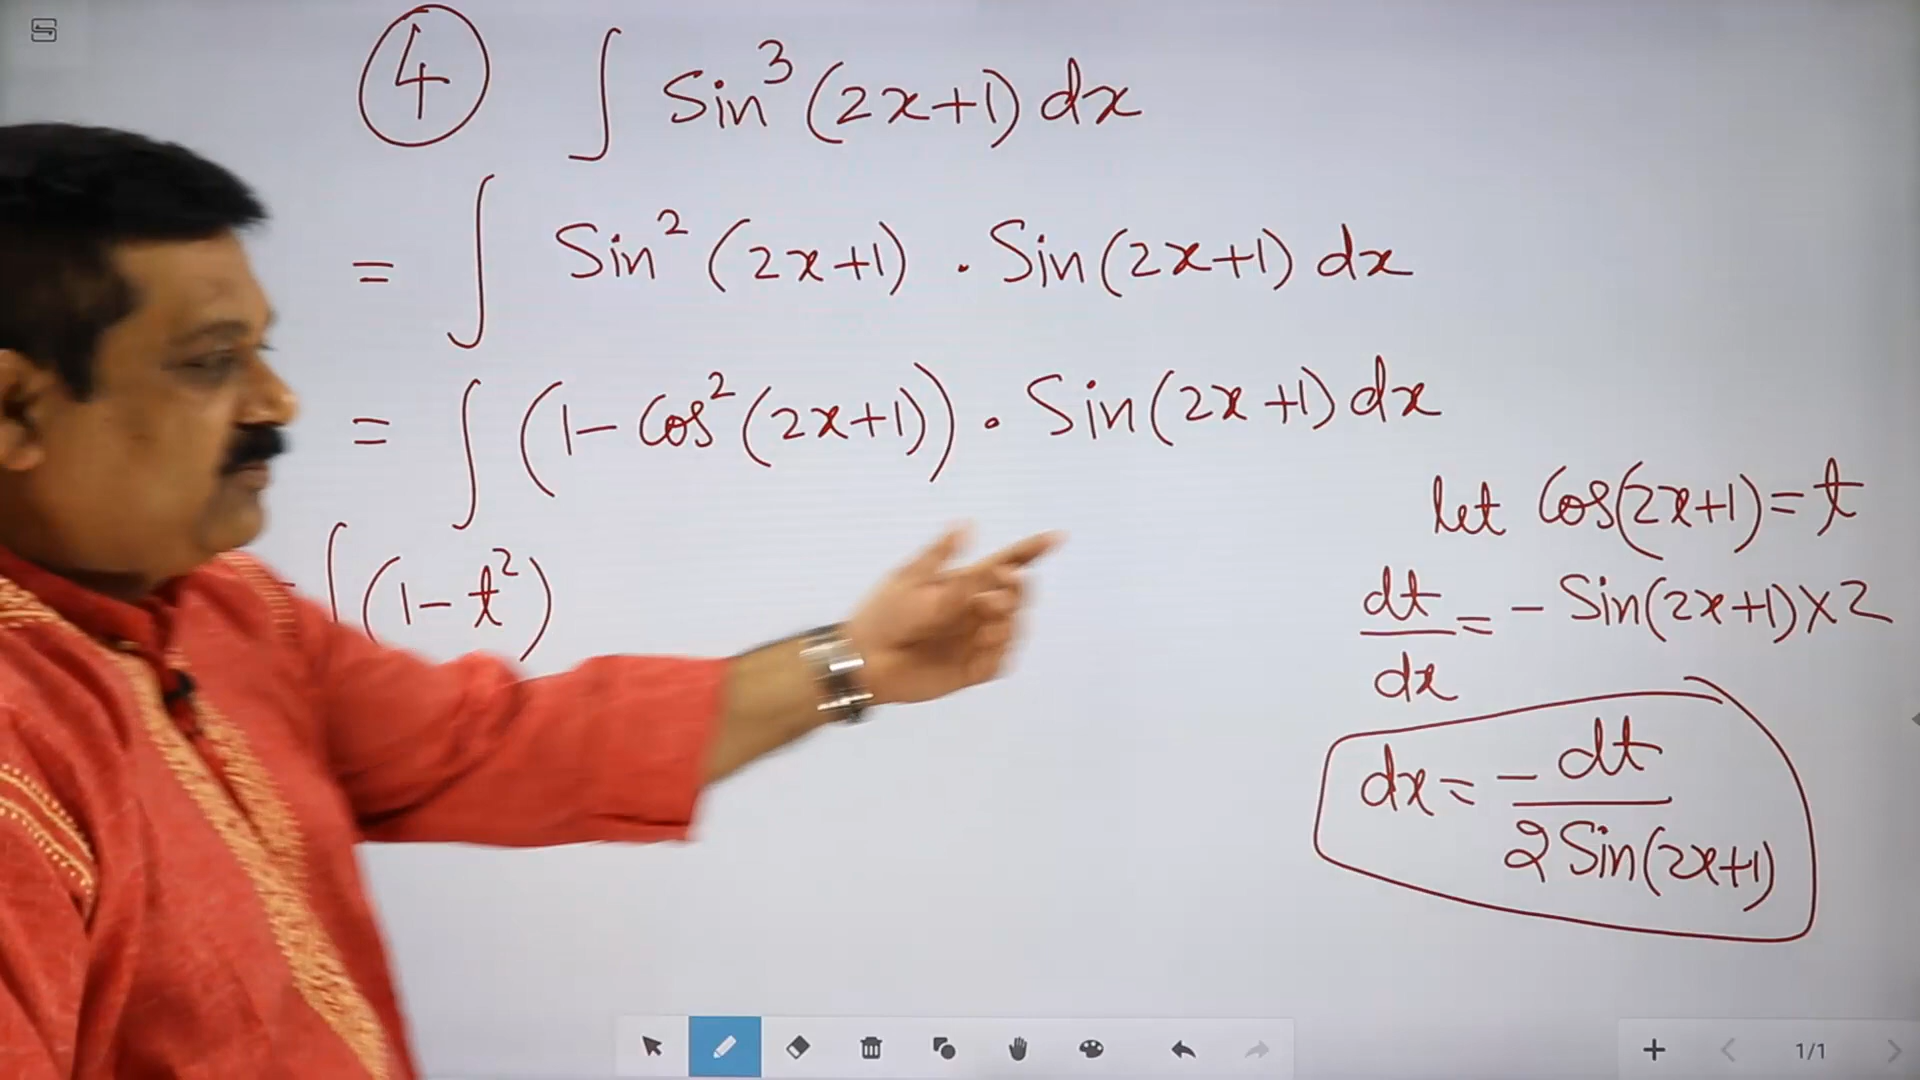 ④ ∫ Sin³(2x+1) dx
= ∫ Sin²(2x+1) · Sin(2x+1) dx
= ∫ (1 - Cos²(2x+1)) · Sin(2x+1) dx
let Cos(2x+1) = t
∫ (1 - t²)
dt/dx = - Sin(2x+1) × 2
dx = - dt/2 Sin(2x+1)
1/1